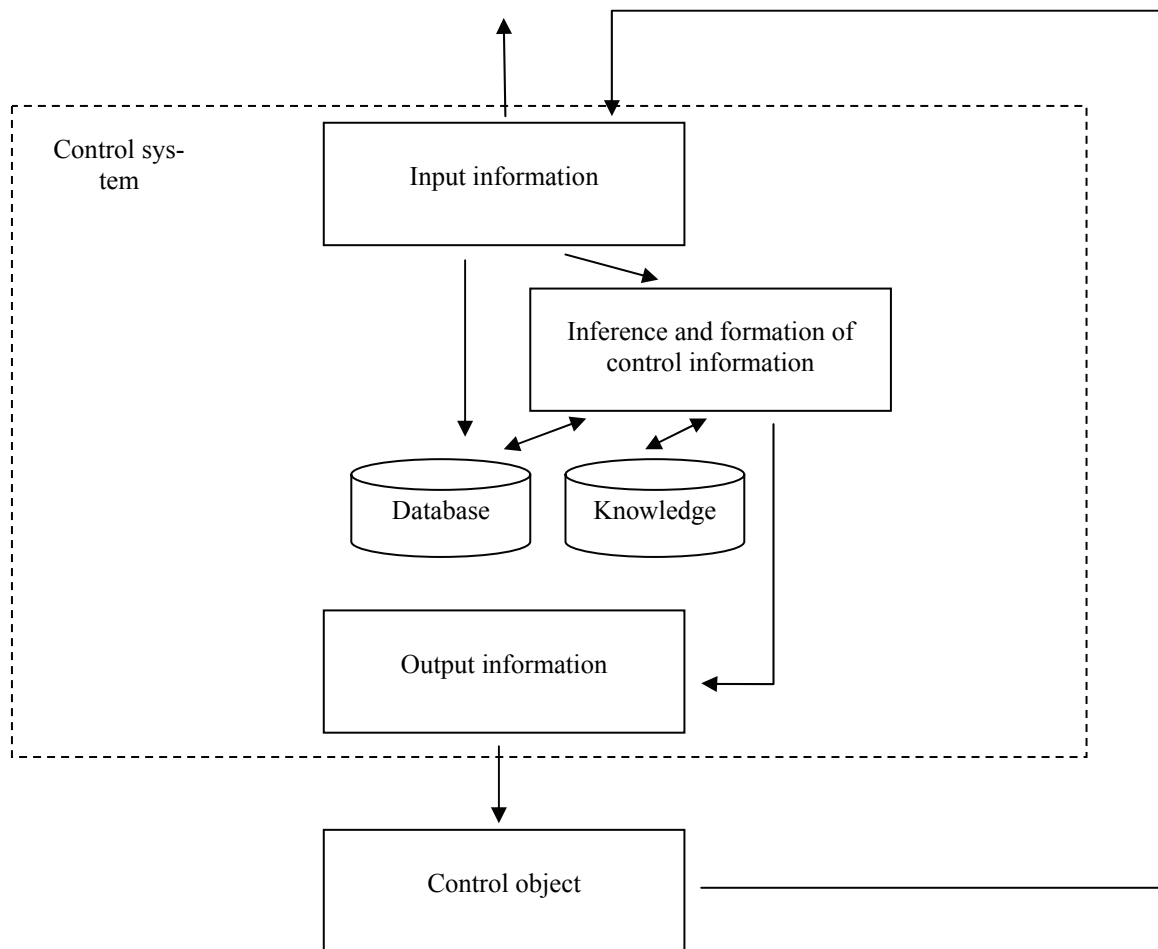 Control sys-
tem
Input information
Inference and formation of
control information
Database
Knowledge
Output information
Control object